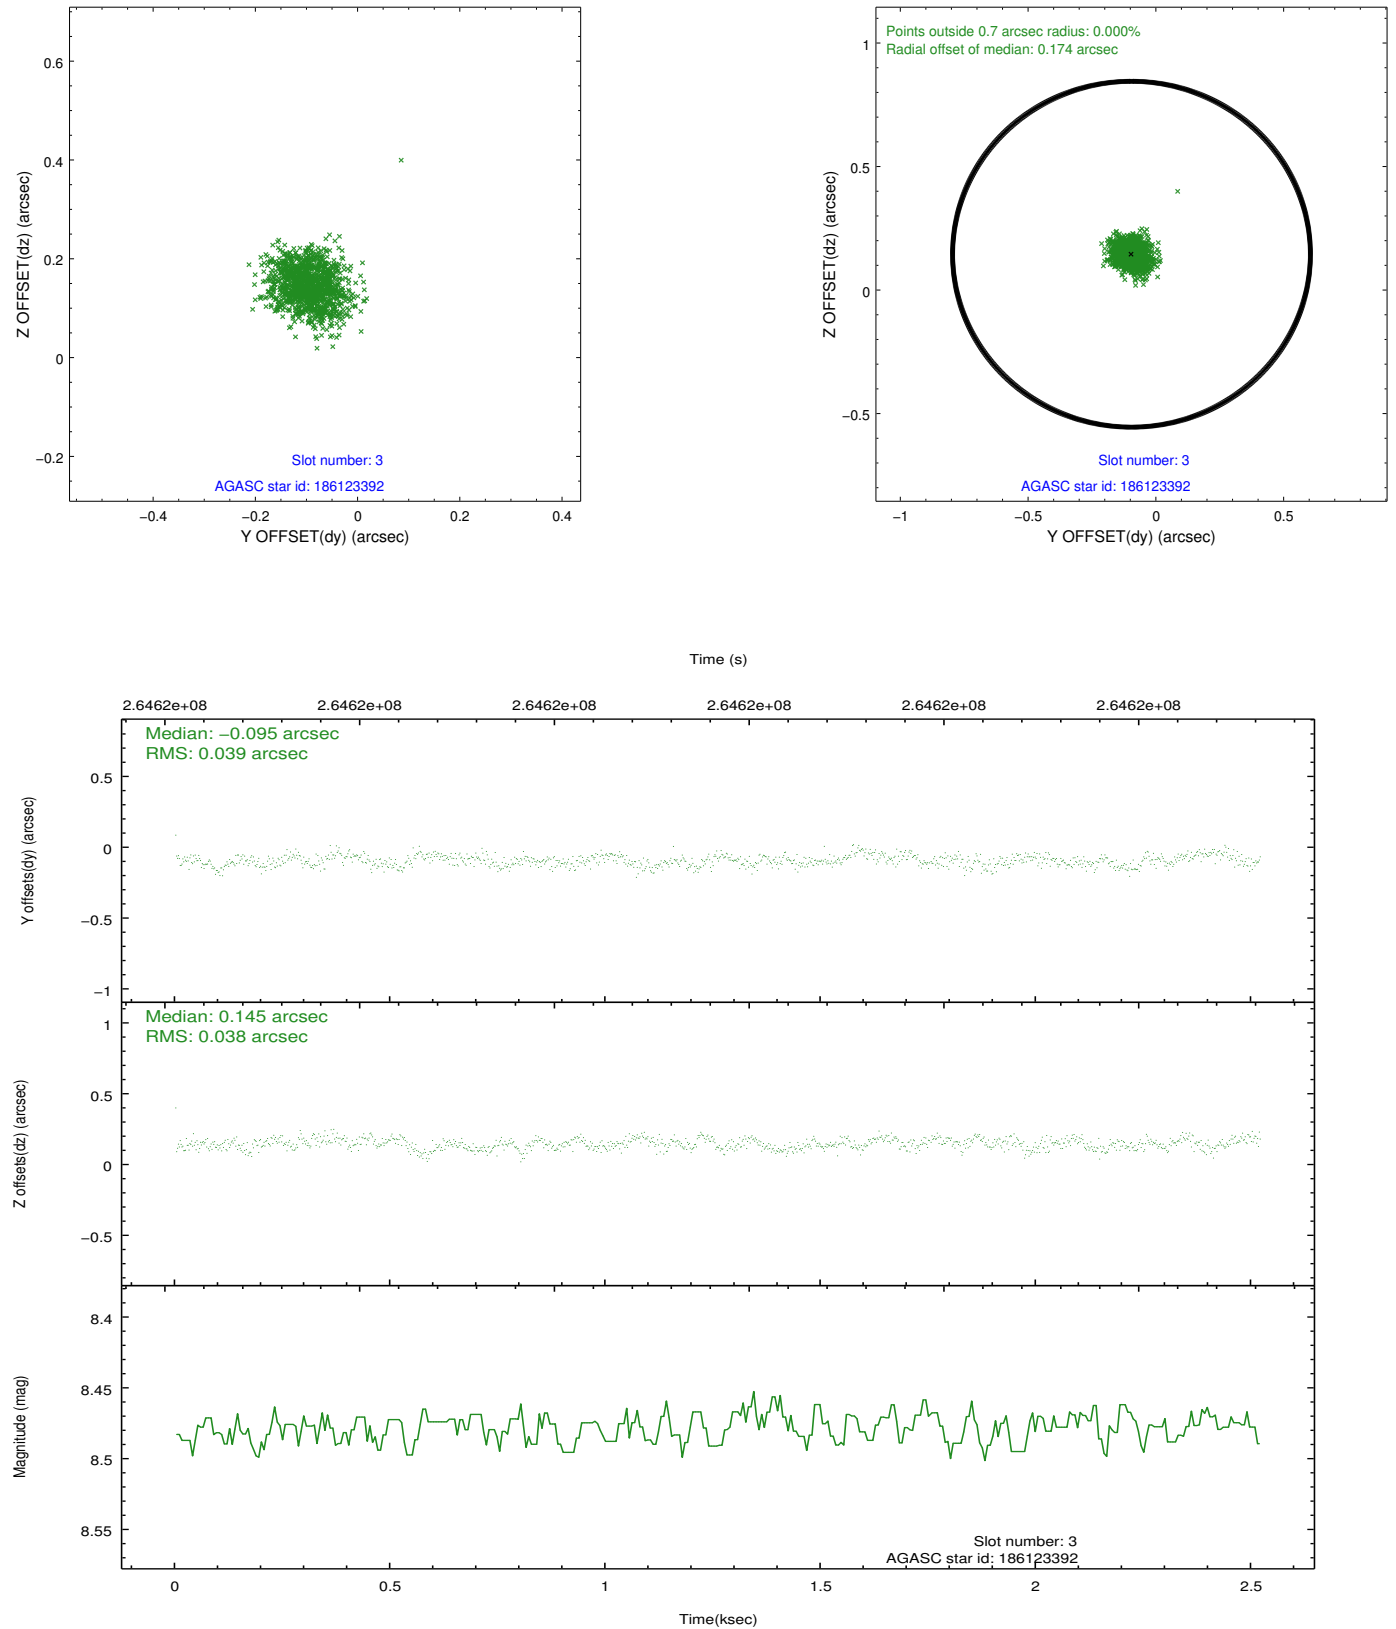 0.6
0.4
0.2
0
−0.2
Z OFFSET(dz) (arcsec)
Slot number: 3
AGASC star id: 186123392
−0.4 −0.2 0 0.2 0.4
Y OFFSET(dy) (arcsec)
Points outside 0.7 arcsec radius: 0.000%
Radial offset of median: 0.174 arcsec
1
0.5
0
−0.5
Z OFFSET(dz) (arcsec)
Slot number: 3
AGASC star id: 186123392
−1 −0.5 0 0.5
Y OFFSET(dy) (arcsec)
Time (s)
2.6462e+08 2.6462e+08 2.6462e+08 2.6462e+08 2.6462e+08 2.6462e+08
Median: −0.095 arcsec
RMS: 0.039 arcsec
0.5
0
−0.5
−1
Y offsets(dy) (arcsec)
Median: 0.145 arcsec
RMS: 0.038 arcsec
1
0.5
0
−0.5
Z offsets(dz) (arcsec)
8.4
8.45
8.5
8.55
Magnitude (mag)
Slot number: 3
AGASC star id: 186123392
0 0.5 1 1.5 2 2.5
Time(ksec)